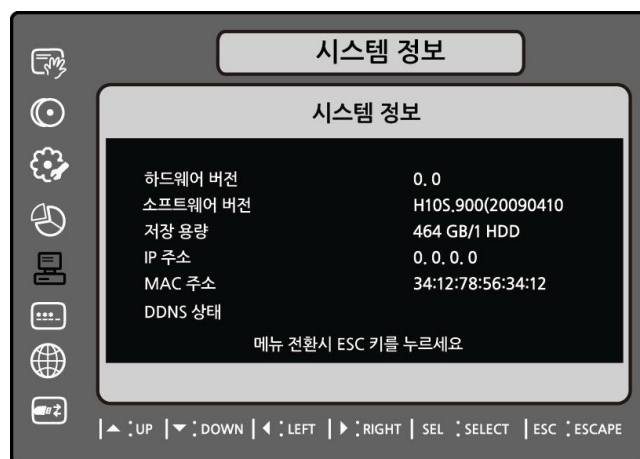 시스템 정보
시스템 정보
하드웨어 버전 0. 0
소프트웨어 버전 H10S,900(20090410
저장 용량 464 GB/1 HDD
IP 주소 0. 0. 0. 0
MAC 주소 34:12:78:56:34:12
DDNS 상태
메뉴 전환시 ESC 키를 누르세요
▲ : UP | ▼ : DOWN | ◀ : LEFT | ▶ : RIGHT | SEL : SELECT | ESC : ESCAPE